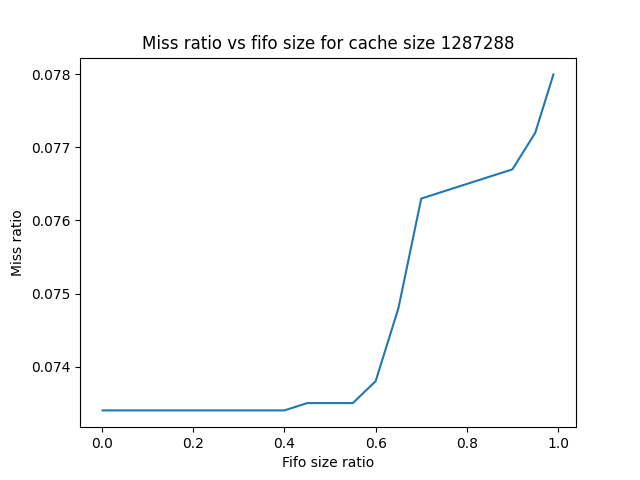 Miss ratio vs fifo size for cache size 1287288
0.078
0.077
0.076
0.075
0.074
Miss ratio
0.0 0.2 0.4 0.6 0.8 1.0
Fifo size ratio